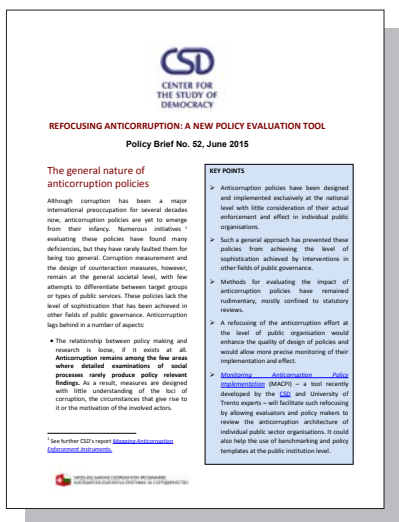 CSD
CENTER FOR
THE STUDY OF
DEMOCRACY
REFOCUSING ANTICORRUPTION: A NEW POLICY EVALUATION TOOL
Policy Brief No. 52, June 2015
The general nature of
anticorruption policies
Although corruption has been a major
international preoccupation for several decades
now, anticorruption policies are yet to emerge
from their infancy. Numerous initiatives 1
evaluating these policies have found many
deficiencies, but they have rarely faulted them for
being too general. Corruption measurement and
the design of counteraction measures, however,
remain at the general societal level, with few
attempts to differentiate between target groups
or types of public services. These policies lack the
level of sophistication that has been achieved in
other fields of public governance. Anticorruption
lags behind in a number of aspects:
• The relationship between policy making and
research is loose, if it exists at all.
Anticorruption remains among the few areas
where detailed examinations of social
processes rarely produce policy relevant
findings. As a result, measures are designed
with little understanding of the loci of
corruption, the circumstances that give rise to
it or the motivation of the involved actors.
1 See further CSD's report Mapping Anticorruption
Enforcement Instruments.
KEY POINTS
➢ Anticorruption policies have been designed
and implemented exclusively at the national
level with little consideration of their actual
enforcement and effect in individual public
organisations.
➢ Such a general approach has prevented these
policies from achieving the level of
sophistication achieved by interventions in
other fields of public governance.
➢ Methods for evaluating the impact of
anticorruption policies have remained
rudimentary, mostly confined to statutory
reviews.
➢ A refocusing of the anticorruption effort at
the level of public organisation would
enhance the quality of design of policies and
would allow more precise monitoring of their
implementation and effect.
➢ Monitoring Anticorruption Policy
Implementation (MACPI) – a tool recently
developed by the CSD and University of
Trento experts – will facilitate such refocusing
by allowing evaluators and policy makers to
review the anticorruption architecture of
individual public sector organisations. It could
also help the use of benchmarking and policy
templates at the public institution level.